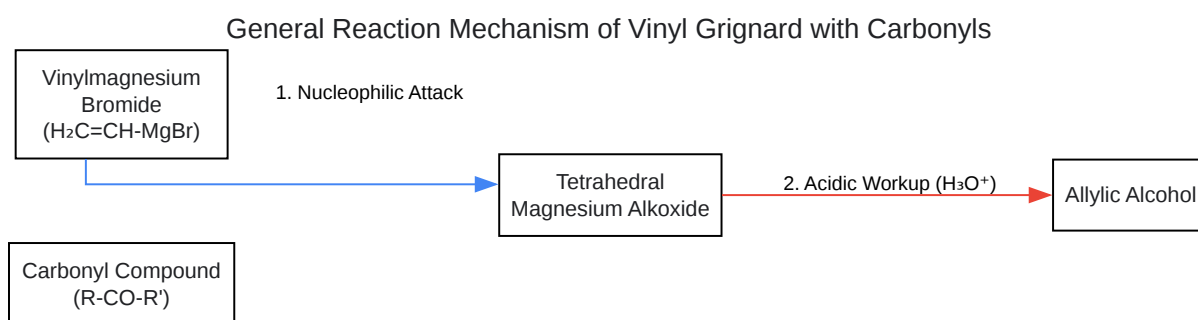 General Reaction Mechanism of Vinyl Grignard with Carbonyls
Vinylmagnesium
Bromide
(H₂C=CH-MgBr)
1. Nucleophilic Attack
Tetrahedral
Magnesium Alkoxide
2. Acidic Workup (H₃O⁺)
Allylic Alcohol
Carbonyl Compound
(R-CO-R')